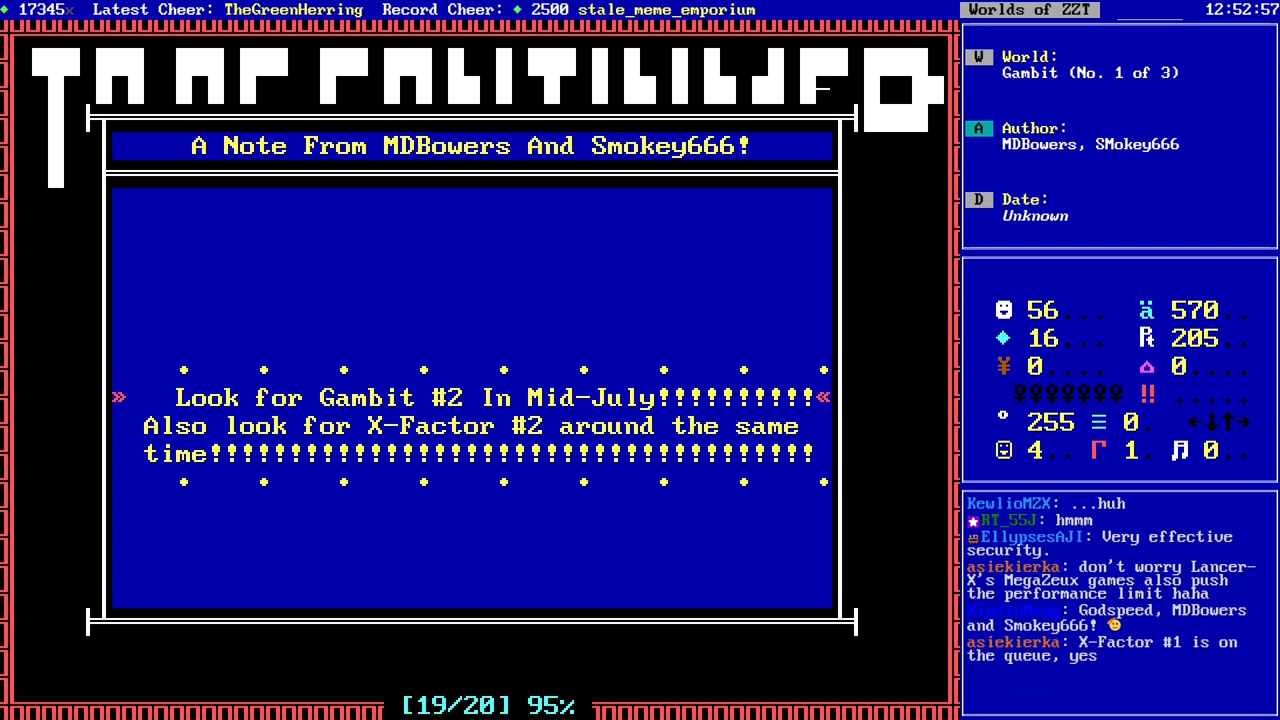 17345 Latest Cheer: TheGreenHerring Record Cheer: 2500 stale_meme_emporium
Worlds of ZZT 12:52:57
A Note From MDBowers And Smokey666!
» Look for Gambit #2 In Mid-July!!!!!!!!!!«
Also look for X-Factor #2 around the same
time!!!!!!!!!!!!!!!!!!!!!!!!!!!!!!!!!!!!!!
[19/20] 95%
W World:
Gambit (No. 1 of 3)
A Author:
MDBowers, SMokey666
D Date:
Unknown
56 ä 570
16 205
¥ 0 0
!!
255 ≡ 0 ←↓↑→
4 1 0
KewlioMZX: ...huh
RT_55J: hmmm
EllypsesAJI: Very effective
security.
asiekierka: don't worry Lancer-
X's MegaZeux games also push
the performance limit haha
: Godspeed, MDBowers
and Smokey666!
asiekierka: X-Factor #1 is on
the queue, yes